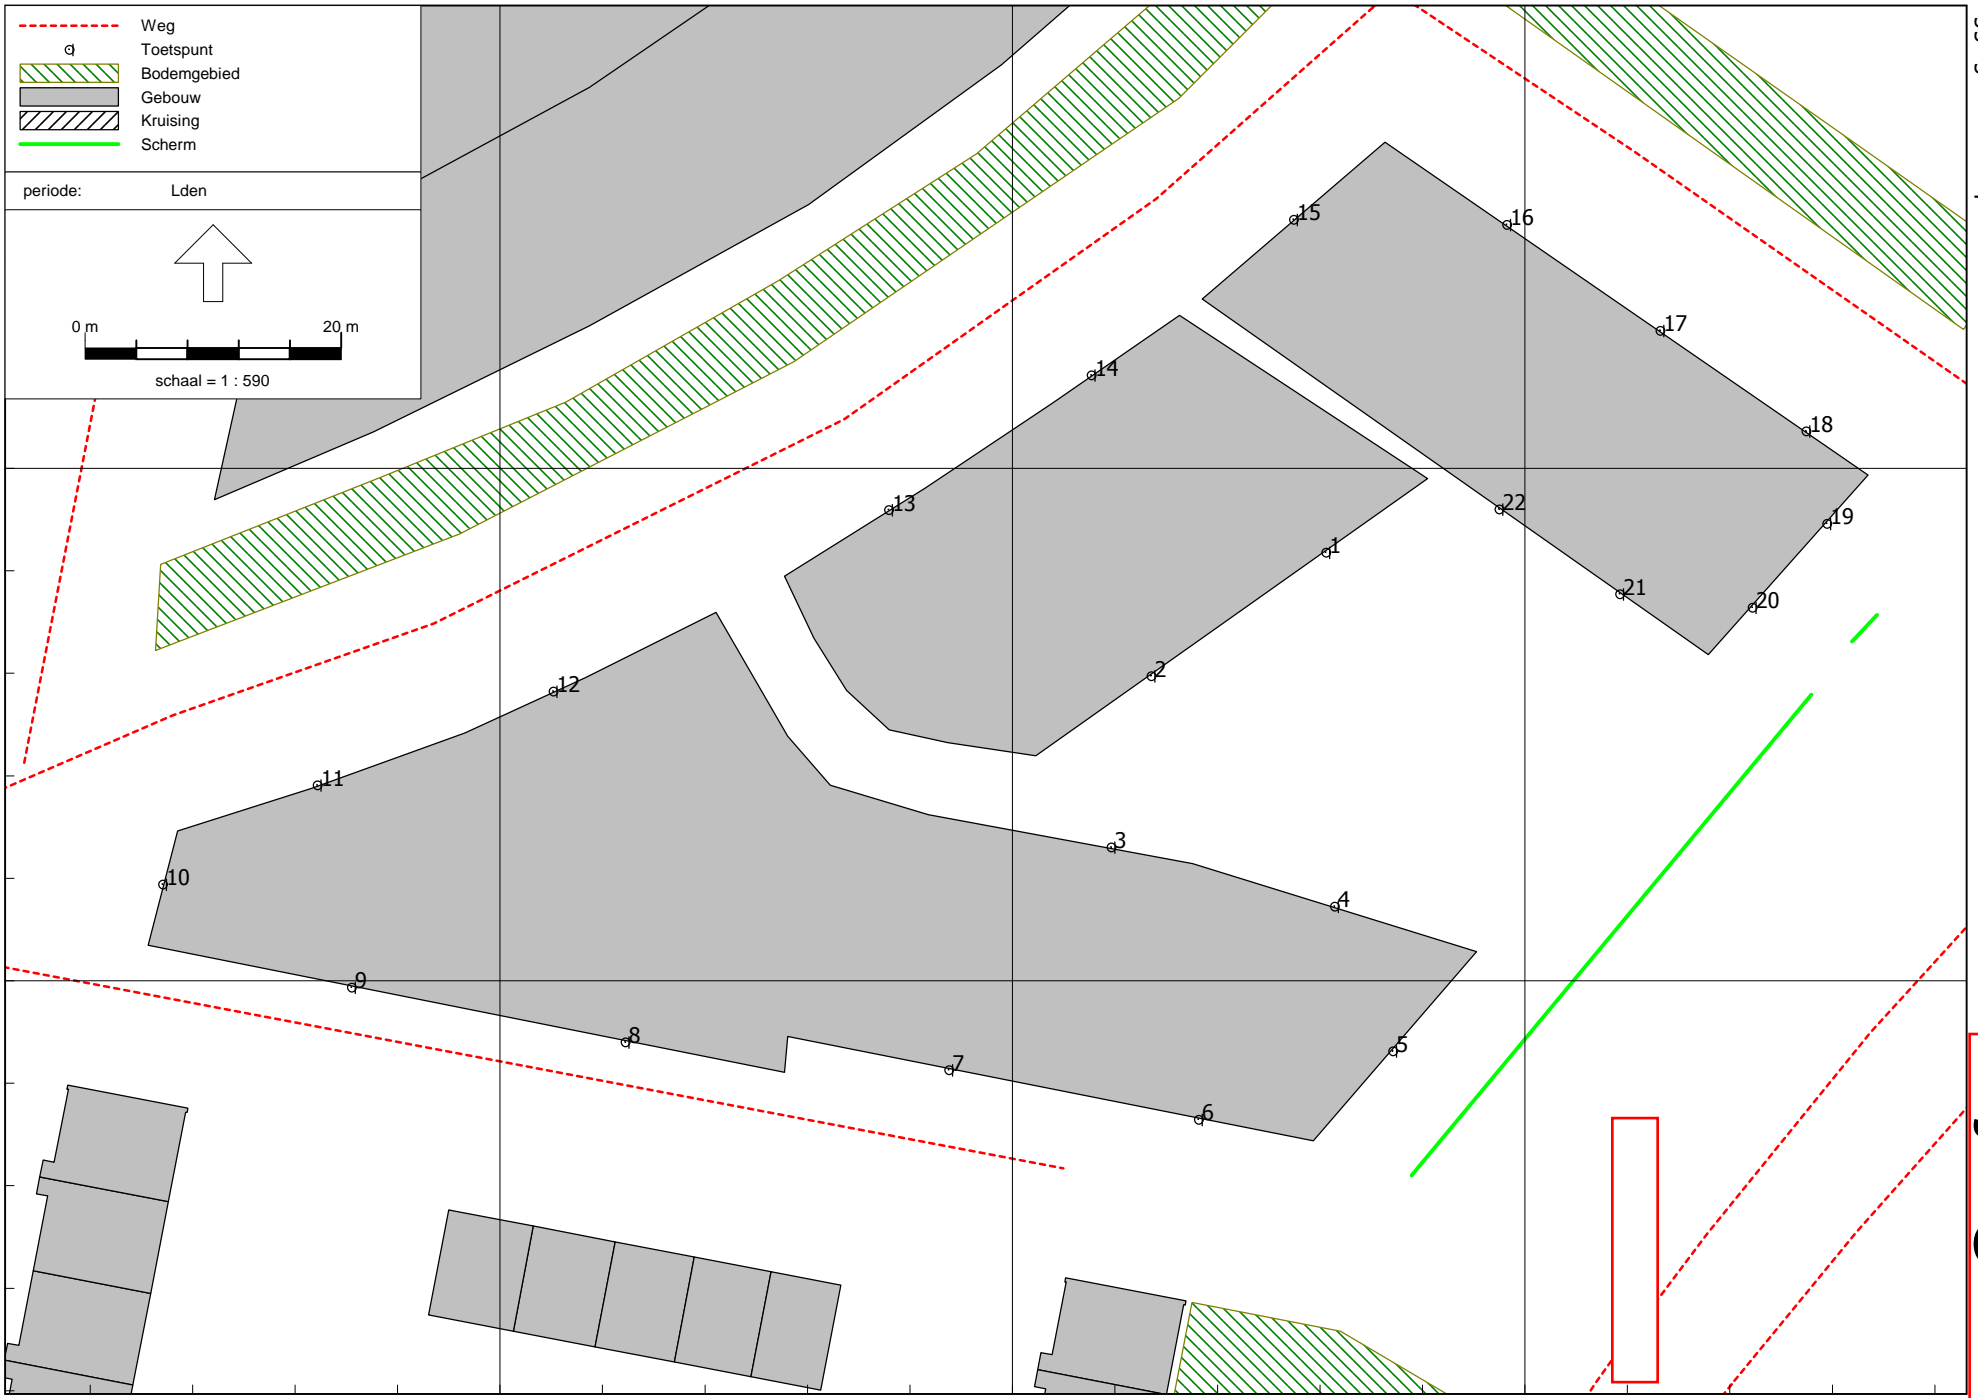 Weg
Toetspunt
Bodemgebied
Gebouw
Kruising
Scherm
periode: Lden
0 m 20 m
schaal = 1 : 590
15
16
17
14
18
13
22
19
1
21
20
2
12
11
3
10
4
9
8
5
7
6